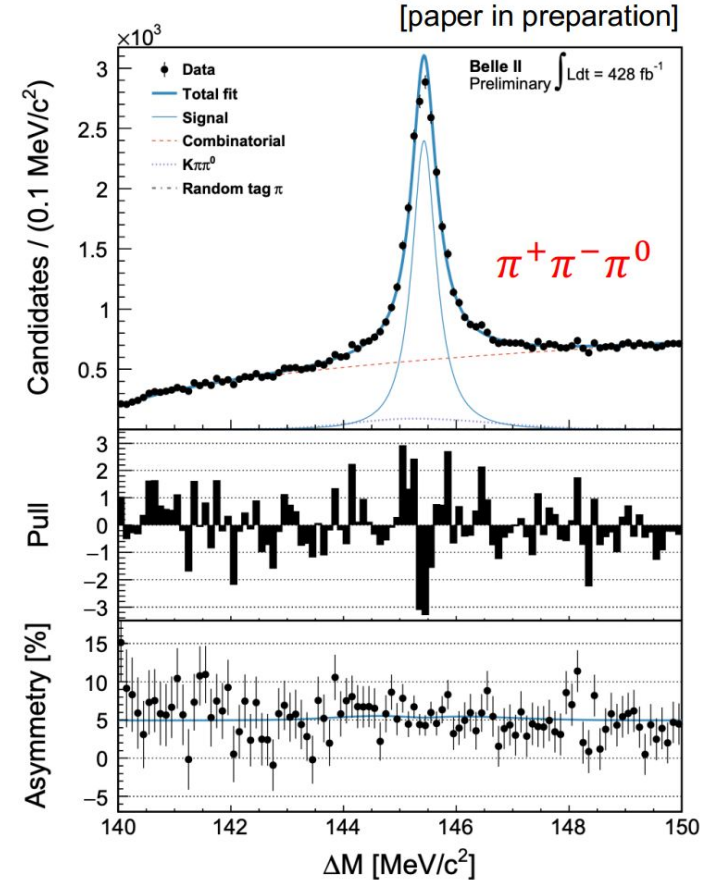 [paper in preparation]
×10³
Candidates / (0.1 MeV/c²)
3
2.5
2
1.5
1
0.5
Data
Total fit
Signal
Combinatorial
Kππ⁰
Random tag π
Belle II
Preliminary
∫Ldt = 428 fb⁻¹
π⁺π⁻π⁰
Pull
3
2
1
0
−1
−2
−3
Asymmetry [%]
15
10
5
0
−5
140 142 144 146 148 150
ΔM [MeV/c²]